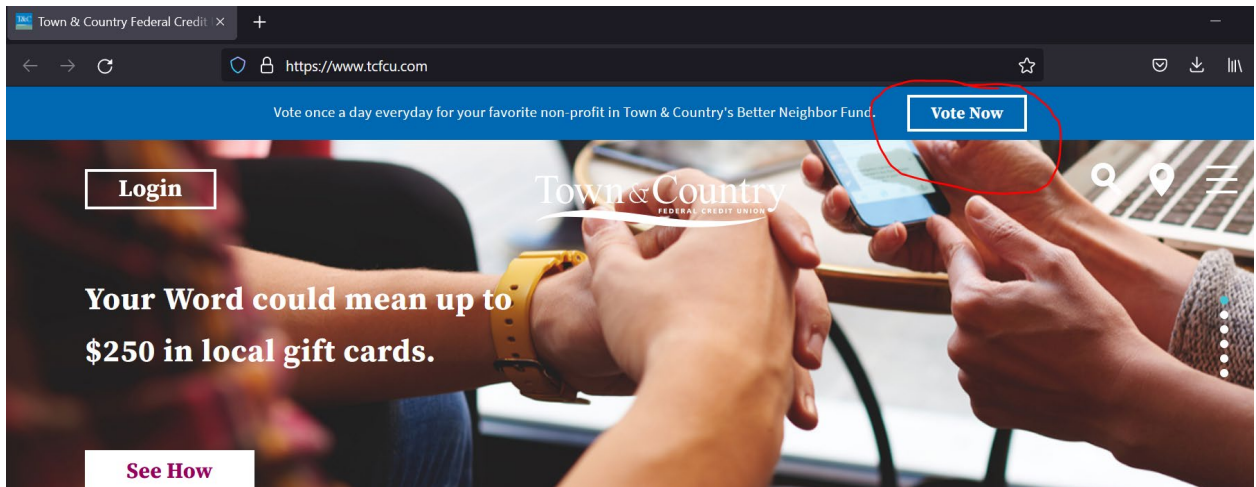 T&C Town & Country Federal Credit
https://www.tcfcu.com
Vote once a day everyday for your favorite non-profit in Town & Country's Better Neighbor Fund. Vote Now
Login
Town & Country
FEDERAL CREDIT UNION
Your Word could mean up to
$250 in local gift cards.
See How